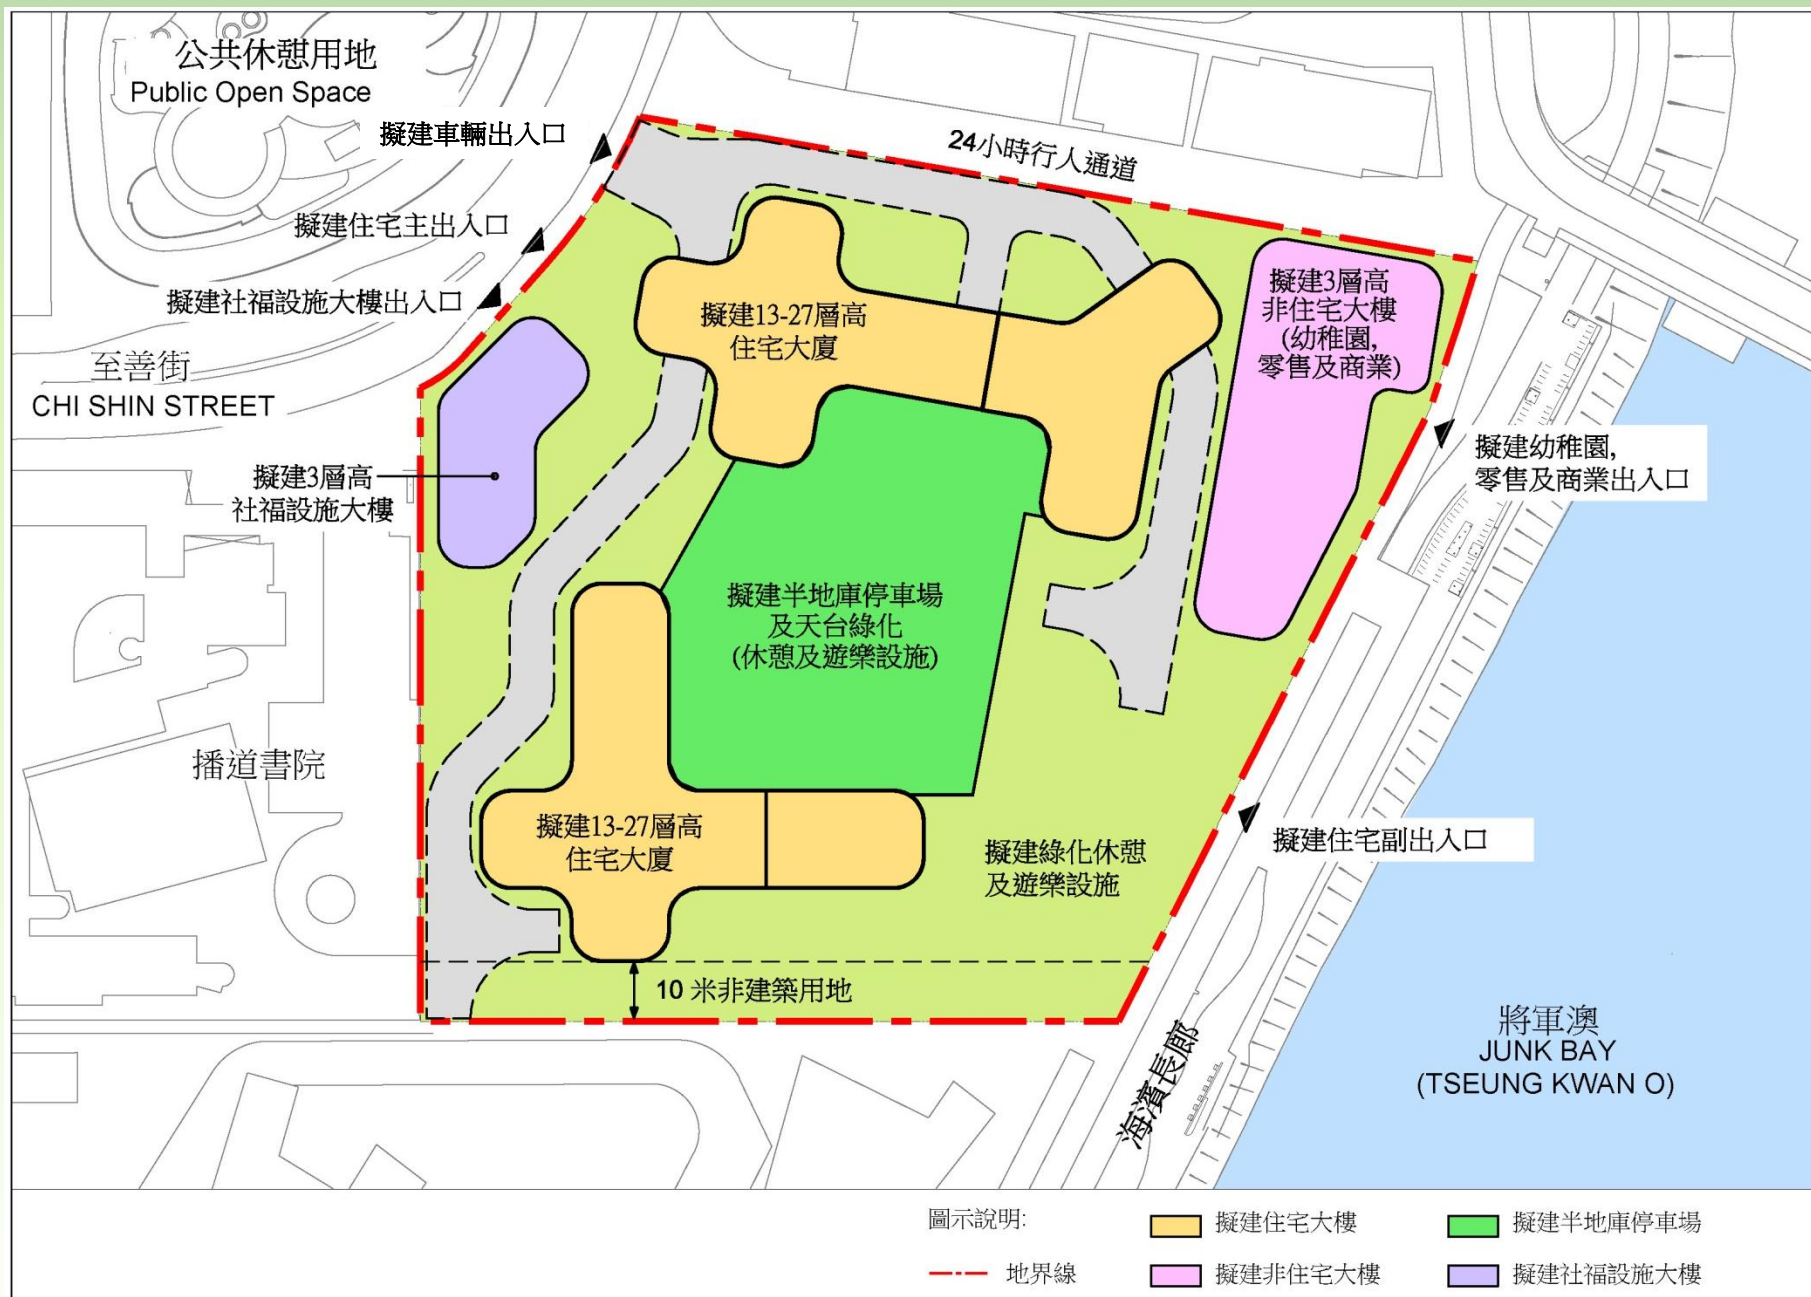 公共休憩用地
Public Open Space
擬建車輛出入口
24小時行人通道
擬建住宅主出入口
擬建社福設施大樓出入口
至善街
CHI SHIN STREET
擬建13-27層高
住宅大廈
擬建3層高
非住宅大樓
(幼稚園,
零售及商業)
擬建3層高
社福設施大樓
擬建幼稚園,
零售及商業出入口
擬建半地庫停車場
及天台綠化
(休憩及遊樂設施)
播道書院
擬建13-27層高
住宅大廈
擬建綠化休憩
及遊樂設施
擬建住宅副出入口
10 米非建築用地
海濱長廊
將軍澳
JUNK BAY
(TSEUNG KWAN O)
圖示說明:
擬建住宅大樓
擬建半地庫停車場
地界線
擬建非住宅大樓
擬建社福設施大樓